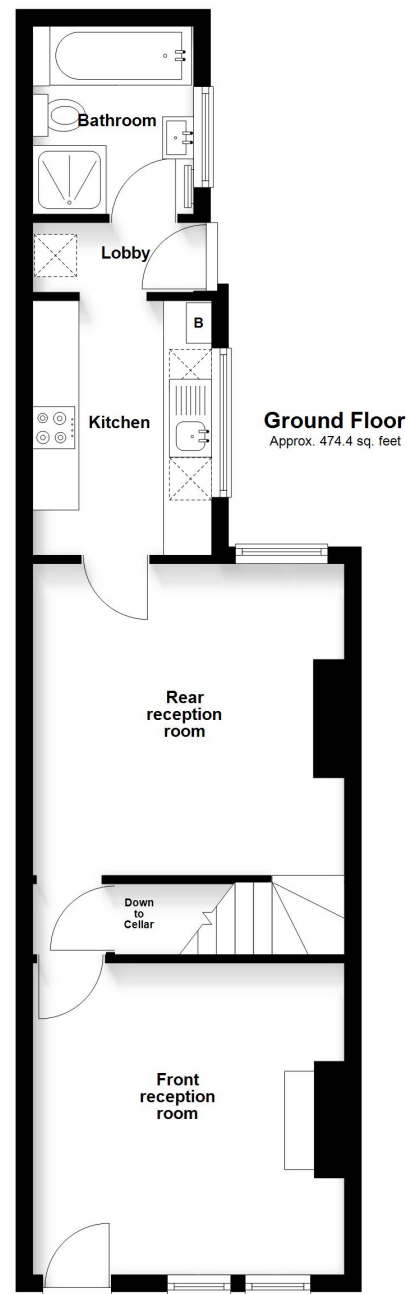 Bathroom
Lobby
B
Kitchen
Ground Floor
Approx. 474.4 sq. feet
Rear
reception
room
Down
to
Cellar
Front
reception
room